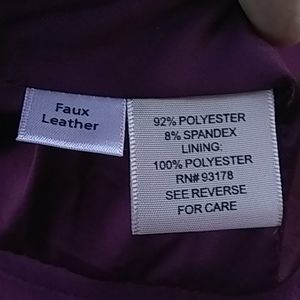 Faux
Leather
92% POLYESTER
8% SPANDEX
LINING:
100% POLYESTER
RN# 93178
SEE REVERSE
FOR CARE